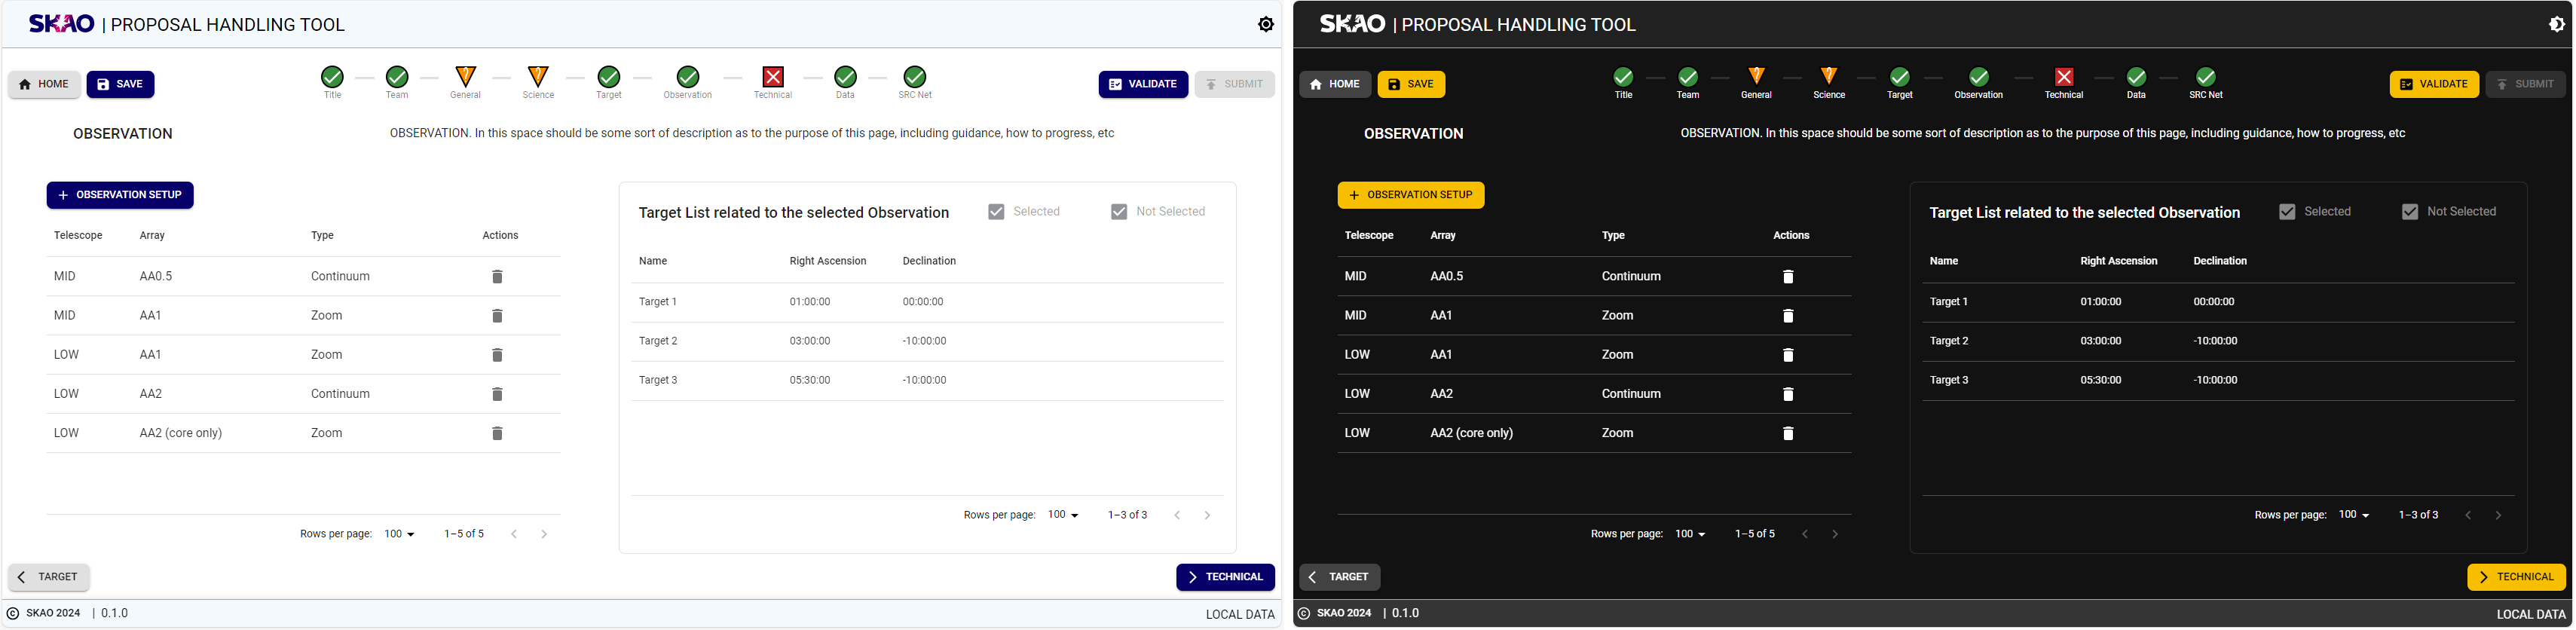 SKAO | PROPOSAL HANDLING TOOL
HOME
SAVE
Title
Team
General
Science
Target
Observation
Technical
Data
SRC Net
VALIDATE
SUBMIT
OBSERVATION
OBSERVATION. In this space should be some sort of description as to the purpose of this page, including guidance, how to progress, etc
+ OBSERVATION SETUP
Telescope Array Type Actions
MID AA0.5 Continuum
MID AA1 Zoom
LOW AA1 Zoom
LOW AA2 Continuum
LOW AA2 (core only) Zoom
Rows per page: 100 1–5 of 5
Target List related to the selected Observation
Selected
Not Selected
Name Right Ascension Declination
Target 1 01:00:00 00:00:00
Target 2 03:00:00 -10:00:00
Target 3 05:30:00 -10:00:00
Rows per page: 100 1–3 of 3
TARGET
TECHNICAL
© SKAO 2024 | 0.1.0
LOCAL DATA
SKAO | PROPOSAL HANDLING TOOL
HOME
SAVE
Title
Team
General
Science
Target
Observation
Technical
Data
SRC Net
VALIDATE
SUBMIT
OBSERVATION
OBSERVATION. In this space should be some sort of description as to the purpose of this page, including guidance, how to progress, etc
+ OBSERVATION SETUP
Telescope Array Type Actions
MID AA0.5 Continuum
MID AA1 Zoom
LOW AA1 Zoom
LOW AA2 Continuum
LOW AA2 (core only) Zoom
Rows per page: 100 1–5 of 5
Target List related to the selected Observation
Selected
Not Selected
Name Right Ascension Declination
Target 1 01:00:00 00:00:00
Target 2 03:00:00 -10:00:00
Target 3 05:30:00 -10:00:00
Rows per page: 100 1–3 of 3
TARGET
TECHNICAL
© SKAO 2024 | 0.1.0
LOCAL DATA